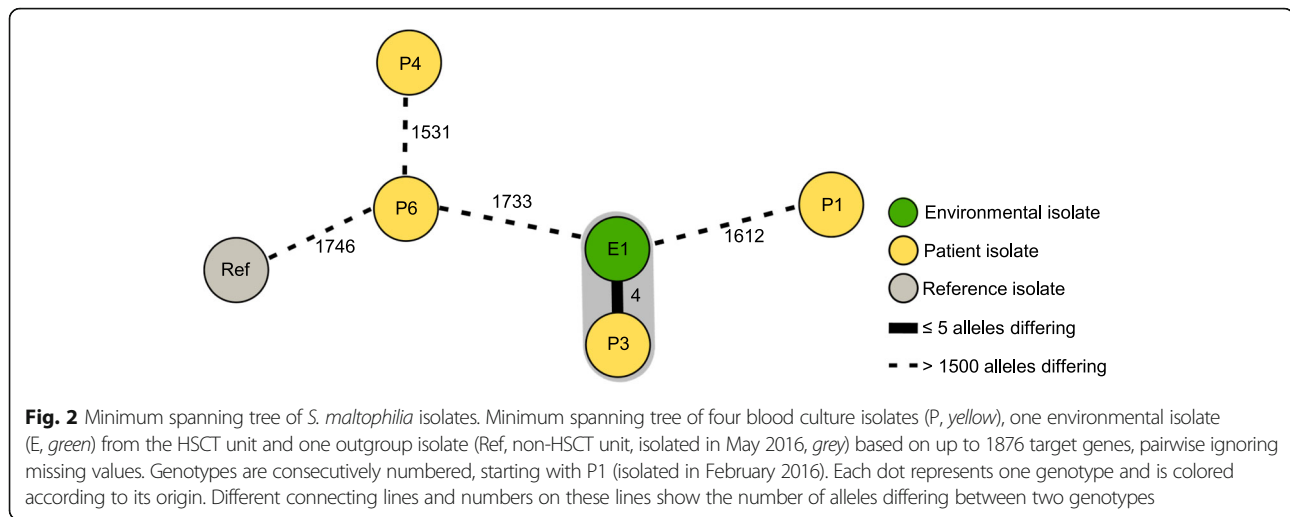 P4
1531
P6
1733
P1
1746
1612
Ref
E1
4
P3
Environmental isolate
Patient isolate
Reference isolate
≤ 5 alleles differing
> 1500 alleles differing
Fig. 2 Minimum spanning tree of S. maltophilia isolates. Minimum spanning tree of four blood culture isolates (P, yellow), one environmental isolate
(E, green) from the HSCT unit and one outgroup isolate (Ref, non-HSCT unit, isolated in May 2016, grey) based on up to 1876 target genes, pairwise ignoring
missing values. Genotypes are consecutively numbered, starting with P1 (isolated in February 2016). Each dot represents one genotype and is colored
according to its origin. Different connecting lines and numbers on these lines show the number of alleles differing between two genotypes